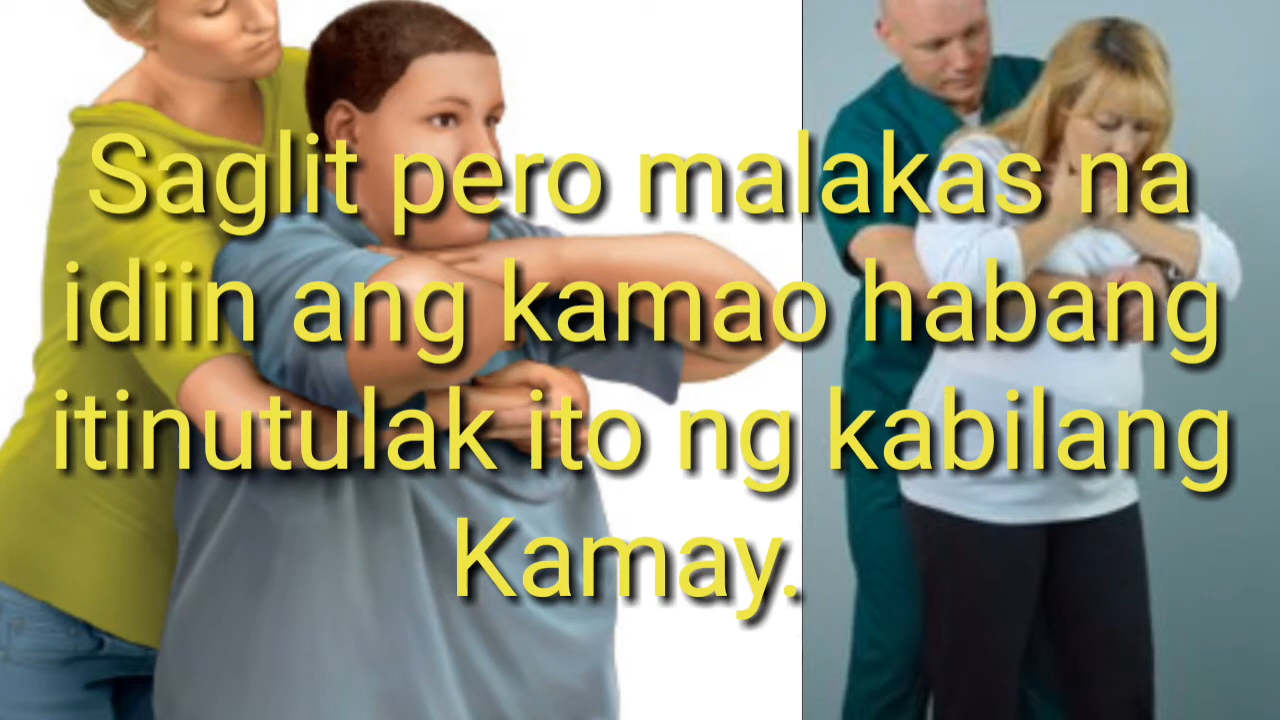 Saglit pero malakas na
idiin ang kamao habang
itinutulak ito ng kabilang
Kamay.